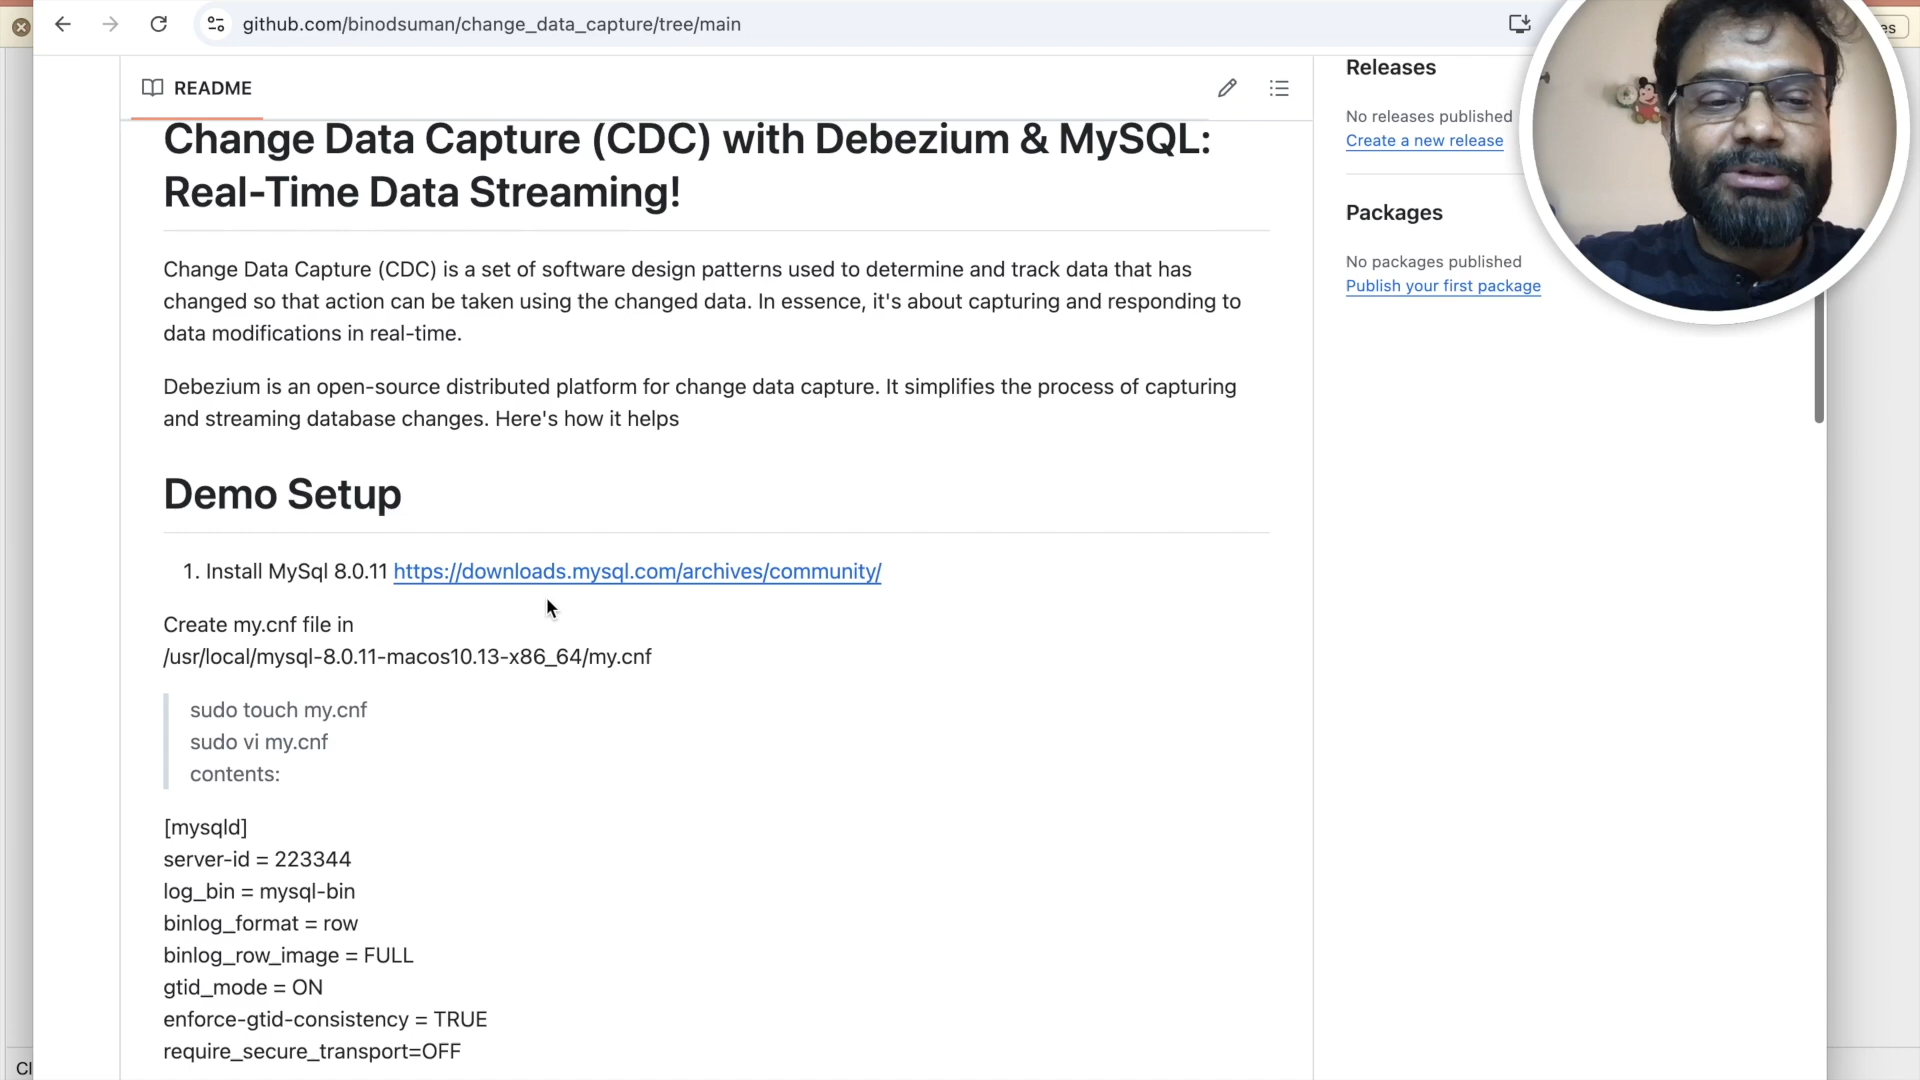 github.com/binodsuman/change_data_capture/tree/main
es
README
Change Data Capture (CDC) with Debezium & MySQL:
Real-Time Data Streaming!
Change Data Capture (CDC) is a set of software design patterns used to determine and track data that has
changed so that action can be taken using the changed data. In essence, it's about capturing and responding to
data modifications in real-time.
Debezium is an open-source distributed platform for change data capture. It simplifies the process of capturing
and streaming database changes. Here's how it helps
Demo Setup
1. Install MySql 8.0.11 https://downloads.mysql.com/archives/community/
Create my.cnf file in
/usr/local/mysql-8.0.11-macos10.13-x86_64/my.cnf
sudo touch my.cnf
sudo vi my.cnf
contents:
[mysqld]
server-id = 223344
log_bin = mysql-bin
binlog_format = row
binlog_row_image = FULL
gtid_mode = ON
enforce-gtid-consistency = TRUE
require_secure_transport=OFF
Releases
No releases published
Create a new release
Packages
No packages published
Publish your first package
Cl